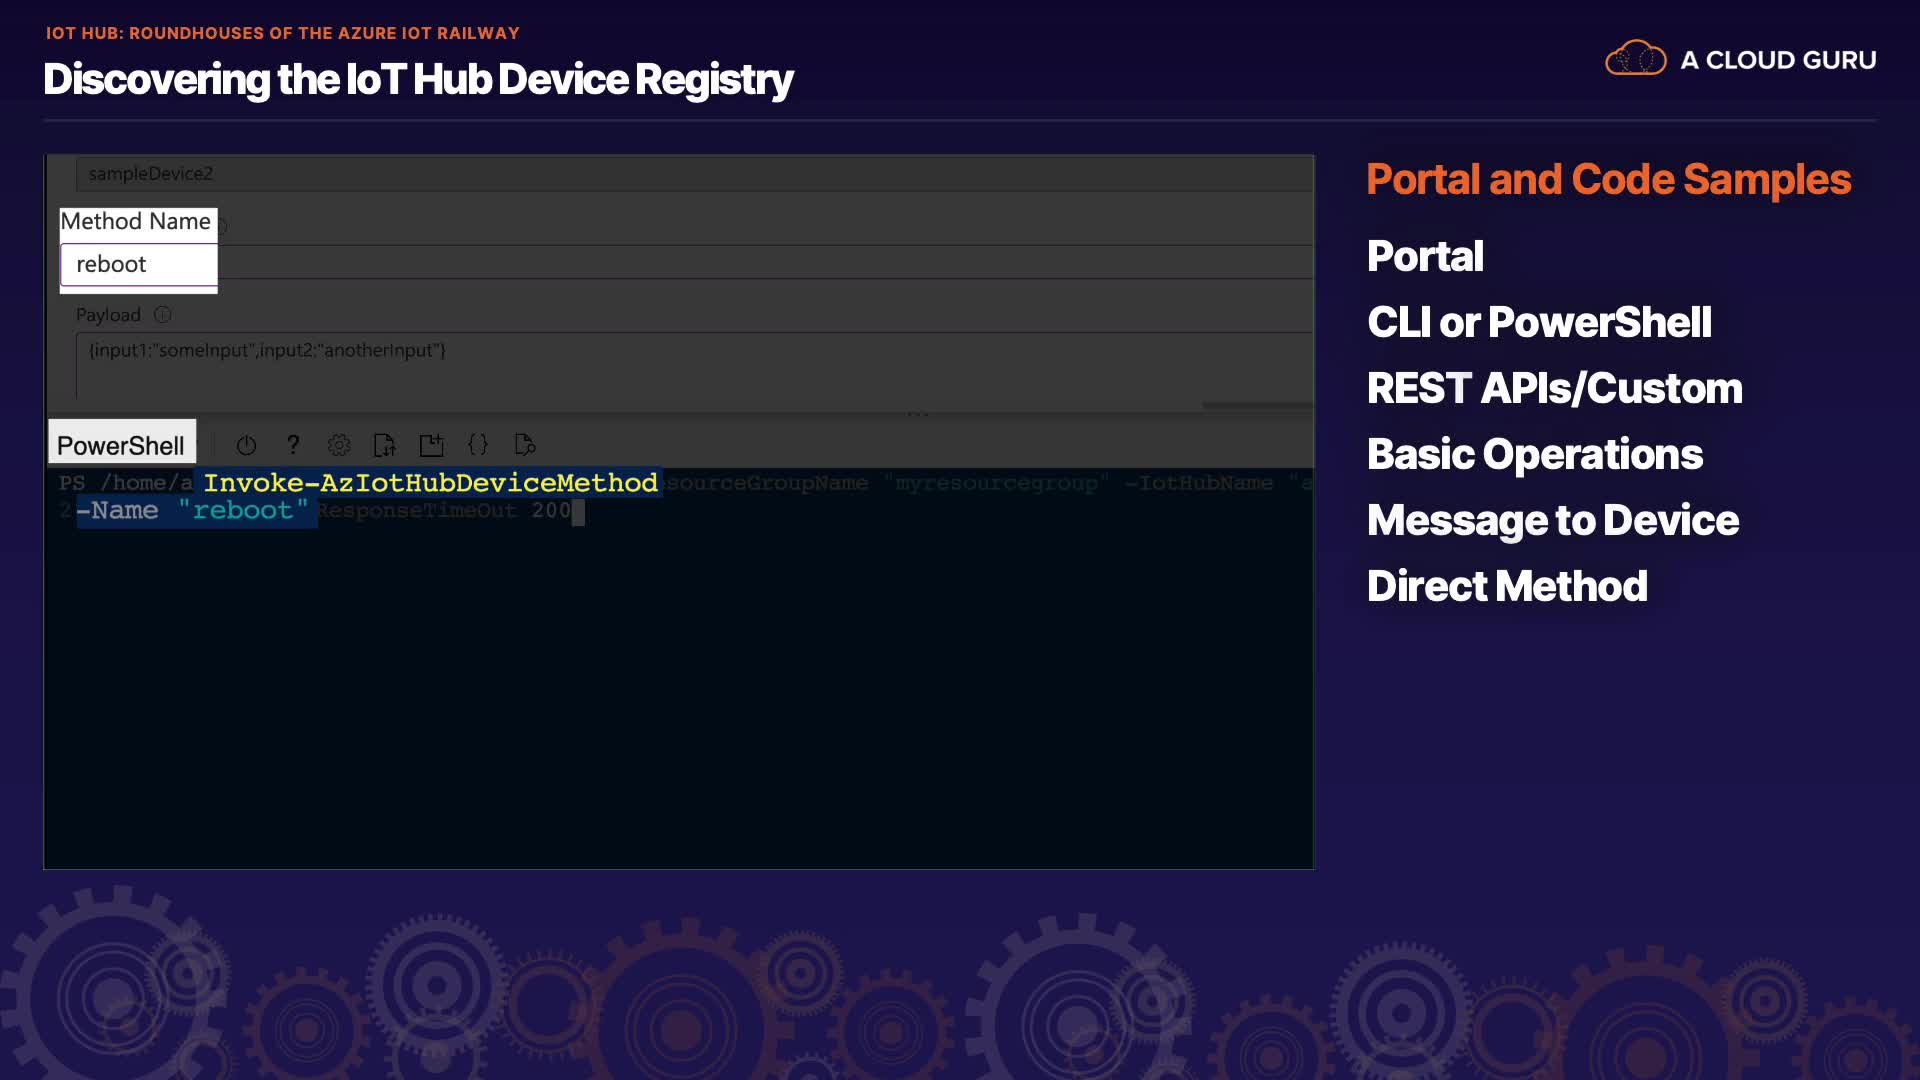 IOT HUB: ROUNDHOUSES OF THE AZURE IOT RAILWAY
Discovering the IoT Hub Device Registry
A CLOUD GURU
sampleDevice2
Method Name
reboot
Payload
{input1:"someInput",input2:"anotherInput"}
PowerShell
PS /home/a Invoke-AzIotHubDeviceMethod sourceGroupName "myresourcegroup" -IotHubName "a
2 -Name "reboot" ResponseTimeOut 200
Portal and Code Samples
Portal
CLI or PowerShell
REST APIs/Custom
Basic Operations
Message to Device
Direct Method